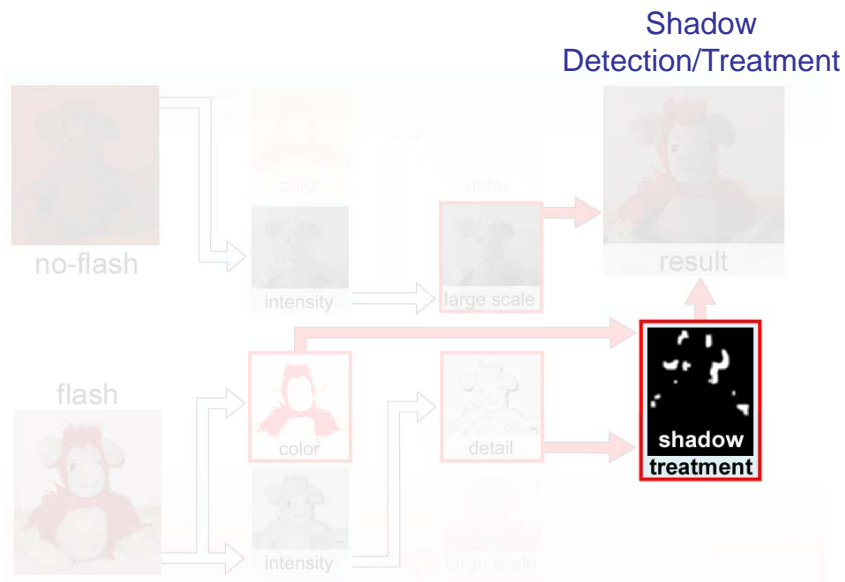 Shadow
Detection/Treatment
color
detail
no-flash
intensity
large scale
result
flash
color
detail
shadow
treatment
intensity
large scale